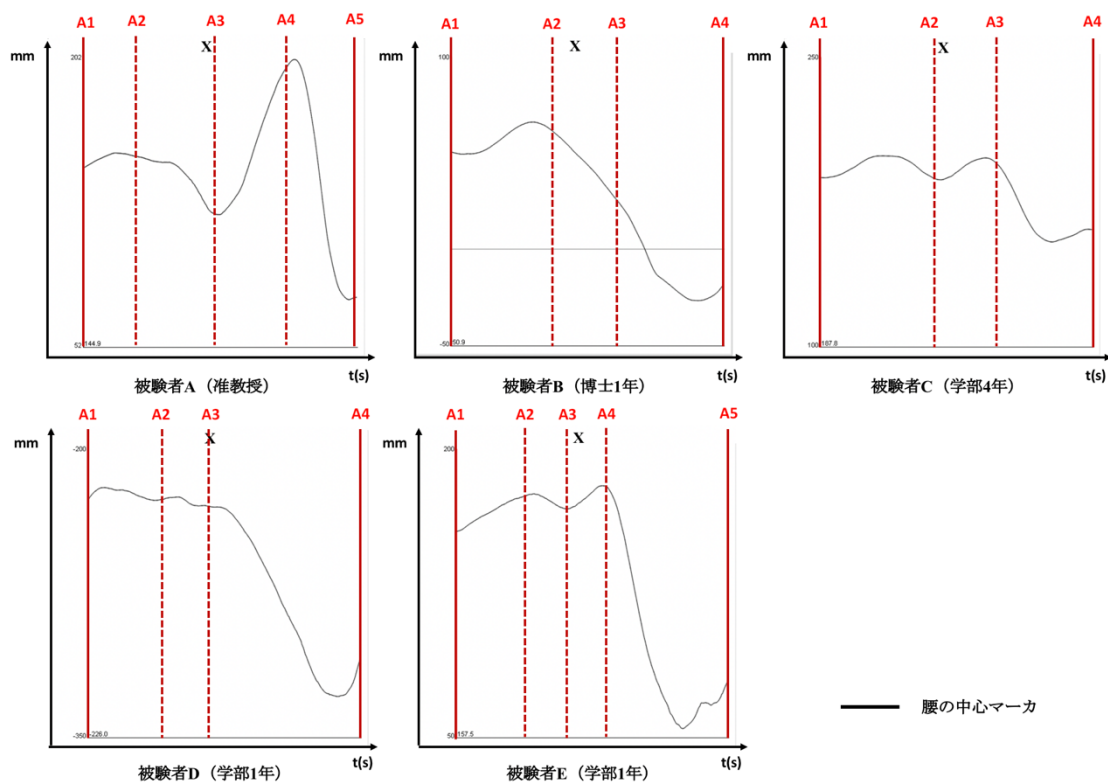 A1 A2 A3 A4 A5
X
mm
202
52 144.9
t(s)
被験者A（准教授）
A1 A2 A3 A4
X
mm
100
-50 50.9
t(s)
被験者B（博士1年）
A1 A2 A3 A4
X
mm
250
100 187.8
t(s)
被験者C（学部4年）
A1 A2 A3 A4
X
mm
-200
-350 -226.0
t(s)
被験者D（学部1年）
A1 A2 A3 A4 A5
X
mm
200
50 157.5
t(s)
被験者E（学部1年）
腰の中心マーカ